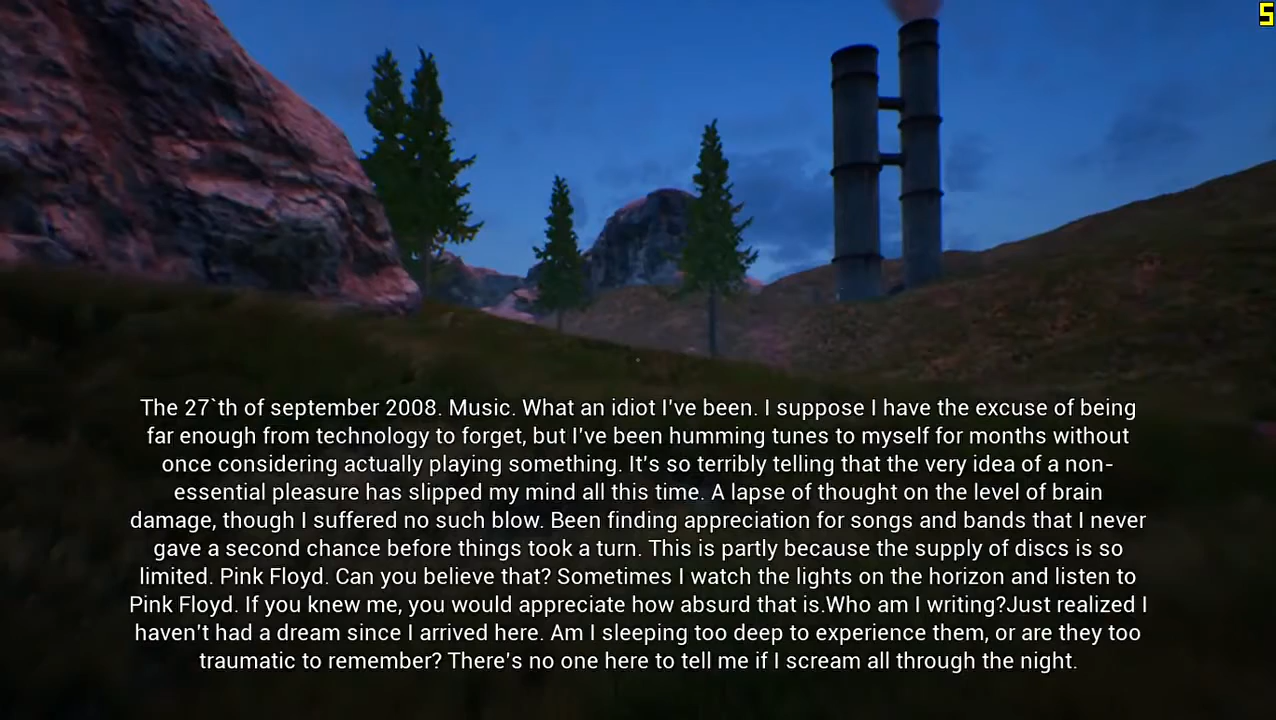 5
The 27`th of september 2008. Music. What an idiot I've been. I suppose I have the excuse of being
far enough from technology to forget, but I've been humming tunes to myself for months without
once considering actually playing something. It's so terribly telling that the very idea of a non-
essential pleasure has slipped my mind all this time. A lapse of thought on the level of brain
damage, though I suffered no such blow. Been finding appreciation for songs and bands that I never
gave a second chance before things took a turn. This is partly because the supply of discs is so
limited. Pink Floyd. Can you believe that? Sometimes I watch the lights on the horizon and listen to
Pink Floyd. If you knew me, you would appreciate how absurd that is.Who am I writing?Just realized I
haven't had a dream since I arrived here. Am I sleeping too deep to experience them, or are they too
traumatic to remember? There's no one here to tell me if I scream all through the night.